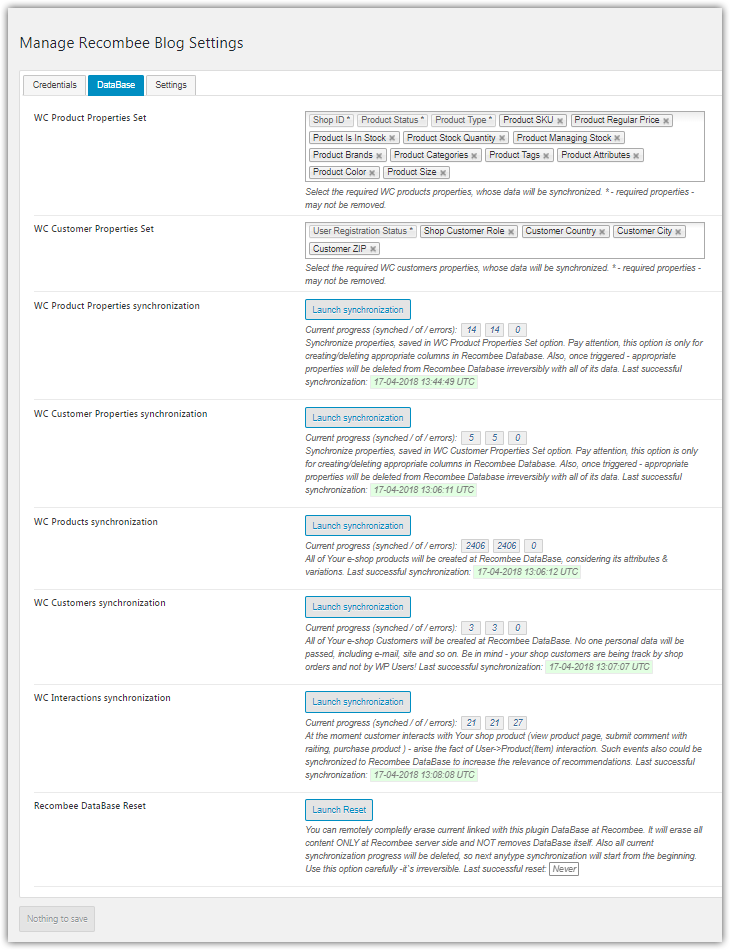 Manage Recombee Blog Settings
Credentials DataBase Settings
WC Product Properties Set
Shop ID * Product Status * Product Type * Product SKU × Product Regular Price ×
Product Is In Stock × Product Stock Quantity × Product Managing Stock ×
Product Brands × Product Categories × Product Tags × Product Attributes ×
Product Color × Product Size ×
Select the required WC products properties, whose data will be synchronized. * - required properties -
may not be removed.
WC Customer Properties Set
User Registration Status * Shop Customer Role × Customer Country × Customer City ×
Customer ZIP ×
Select the required WC customers properties, whose data will be synchronized. * - required properties -
may not be removed.
WC Product Properties synchronization
Launch synchronization
Current progress (synched / of / errors): 14 14 0
Synchronize properties, saved in WC Product Properties Set option. Pay attention, this option is only for
creating/deleting appropriate columns in Recombee Database. Also, once triggered - appropriate
properties will be deleted from Recombee Database irreversibly with all of its data. Last successful
synchronization: 17-04-2018 13:44:49 UTC
WC Customer Properties synchronization
Launch synchronization
Current progress (synched / of / errors): 5 5 0
Synchronize properties, saved in WC Customer Properties Set option. Pay attention, this option is only
for creating/deleting appropriate columns in Recombee Database. Also, once triggered - appropriate
properties will be deleted from Recombee Database irreversibly with all of its data. Last successful
synchronization: 17-04-2018 13:06:11 UTC
WC Products synchronization
Launch synchronization
Current progress (synched / of / errors): 2406 2406 0
All of Your e-shop products will be created at Recombee DataBase, considering its attributes &
variations. Last successful synchronization: 17-04-2018 13:06:12 UTC
WC Customers synchronization
Launch synchronization
Current progress (synched / of / errors): 3 3 0
All of Your e-shop Customers will be created at Recombee DataBase. No one personal data will be
passed, including e-mail, site and so on. Be in mind - your shop customers are being track by shop
orders and not by WP Users! Last successful synchronization: 17-04-2018 13:07:07 UTC
WC Interactions synchronization
Launch synchronization
Current progress (synched / of / errors): 21 21 27
At the moment customer interacts with Your shop product (view product page, submit comment with
raiting, purchase product ) - arise the fact of User->Product(Item) interaction. Such events also could be
synchronized to Recombee DataBase to increase the relevance of recommendations. Last successful
synchronization: 17-04-2018 13:08:08 UTC
Recombee DataBase Reset
Launch Reset
You can remotely completly erase current linked with this plugin DataBase at Recombee. It will erase all
content ONLY at Recombee server side and NOT removes DataBase itself. Also all current
synchronization progress will be deleted, so next anytype synchronization will start from the beginning.
Use this option carefully -it`s irreversible. Last successful reset: Never
Nothing to save